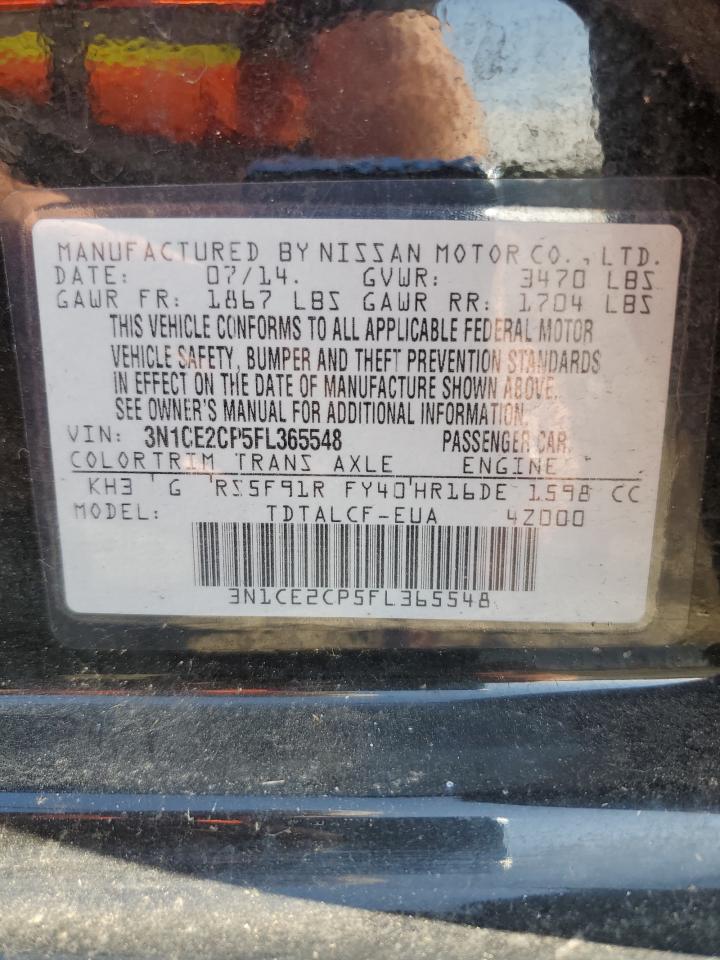 MANUFACTURED BY NISSAN MOTOR CO., LTD.
DATE: 07/14. GVWR: 3470 LBS
GAWR FR: 1867 LBS GAWR RR: 1704 LBS
THIS VEHICLE CONFORMS TO ALL APPLICABLE FEDERAL MOTOR
VEHICLE SAFETY, BUMPER AND THEFT PREVENTION STANDARDS
IN EFFECT ON THE DATE OF MANUFACTURE SHOWN ABOVE.
SEE OWNER'S MANUAL FOR ADDITIONAL INFORMATION.
VIN: 3N1CE2CP5FL365548 PASSENGER CAR.
COLORTRIM TRANS AXLE ENGINE
KH3 G RS5F91R FY40 HR16DE 1598 CC
MODEL: TDTALCF-EUA 4Z000
3N1CE2CP5FL365548